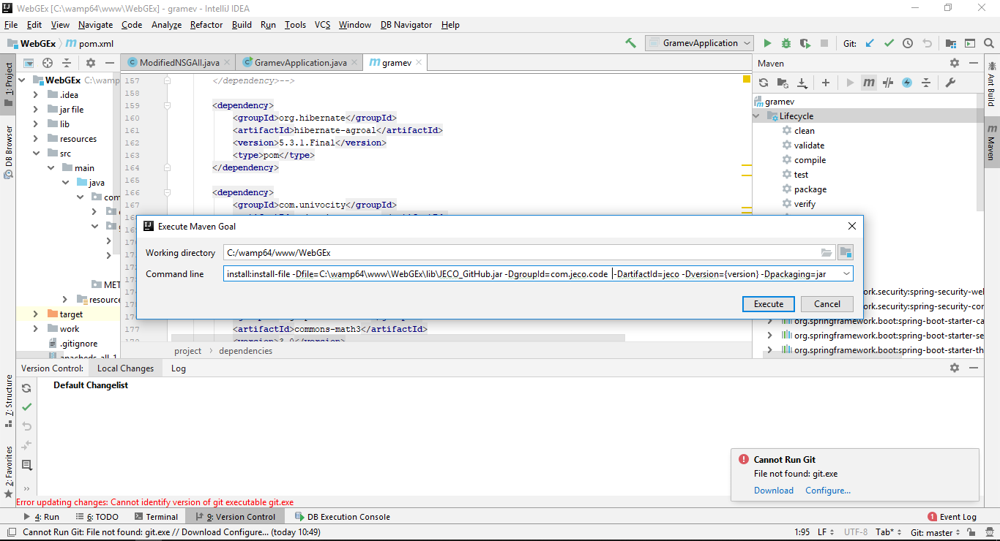 WebGEx [C:\wamp64\www\WebGEx] - gramev - IntelliJ IDEA
File Edit View Navigate Code Analyze Refactor Build Run Tools VCS Window DB Navigator Help
WebGEx pom.xml GramevApplication Git:
1: Project
DB Browser
7: Structure
2: Favorites
WebGEx C:\wamp
.idea
jar file
lib
resources
src
main
java
com
MET
resource
target
work
.gitignore
ModifiedNSGAII.java GramevApplication.java gramev
157 </dependency>-->
158
159 <dependency>
160 <groupId>org.hibernate</groupId>
161 <artifactId>hibernate-agroal</artifactId>
162 <version>5.3.1.Final</version>
163 <type>pom</type>
164 </dependency>
165
166 <dependency>
167 <groupId>com.univocity</groupId>
177 <artifactId>commons-math3</artifactId>
<version>3.0</version>
project dependencies
Maven
gramev
Lifecycle
clean
validate
compile
test
package
verify
work.security:spring-security-wel
work.security:spring-security-con
org.springframework.boot:spring-boot-starter-ca
org.springframework.boot:spring-boot-starter-se
org.springframework.boot:spring-boot-starter-th
Ant Build
Maven
Execute Maven Goal
Working directory C:/wamp64/www/WebGEx
Command line install:install-file -Dfile=C:\wamp64\www\WebGEx\lib\JECO_GitHub.jar -DgroupId=com.jeco.code -DartifactId=jeco -Dversion={version} -Dpackaging=jar
Execute Cancel
Version Control: Local Changes Log
Default Changelist
Cannot Run Git
File not found: git.exe
Download Configure...
Error updating changes: Cannot identify version of git executable git.exe
4: Run 6: TODO Terminal 9: Version Control DB Execution Console 1 Event Log
Cannot Run Git: File not found: git.exe // Download Configure... (today 10:49) 1:95 LF UTF-8 Tab* Git: master